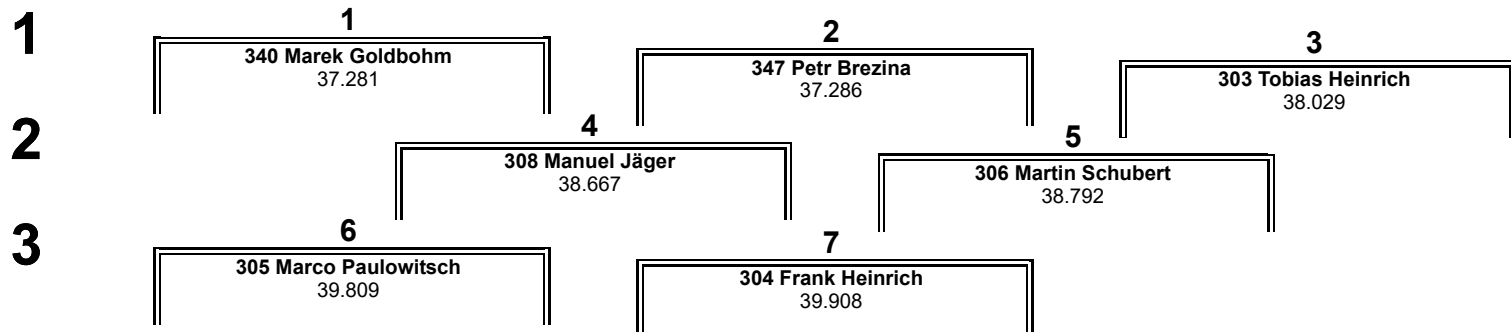 1
1
340 Marek Goldbohm
37.281
2
347 Petr Brezina
37.286
3
303 Tobias Heinrich
38.029
2
4
308 Manuel Jäger
38.667
5
306 Martin Schubert
38.792
3
6
305 Marco Paulowitsch
39.809
7
304 Frank Heinrich
39.908